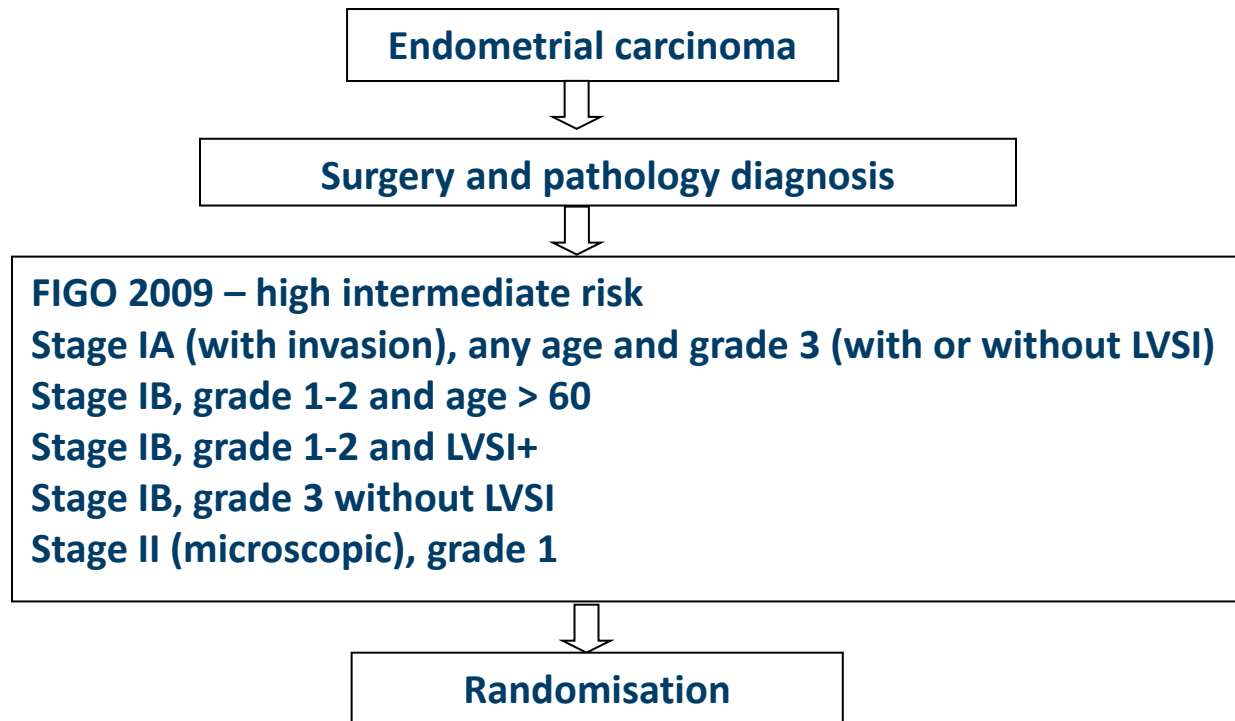 Endometrial carcinoma
Surgery and pathology diagnosis
FIGO 2009 – high intermediate risk
Stage IA (with invasion), any age and grade 3 (with or without LVSI)
Stage IB, grade 1-2 and age > 60
Stage IB, grade 1-2 and LVSI+
Stage IB, grade 3 without LVSI
Stage II (microscopic), grade 1
Randomisation